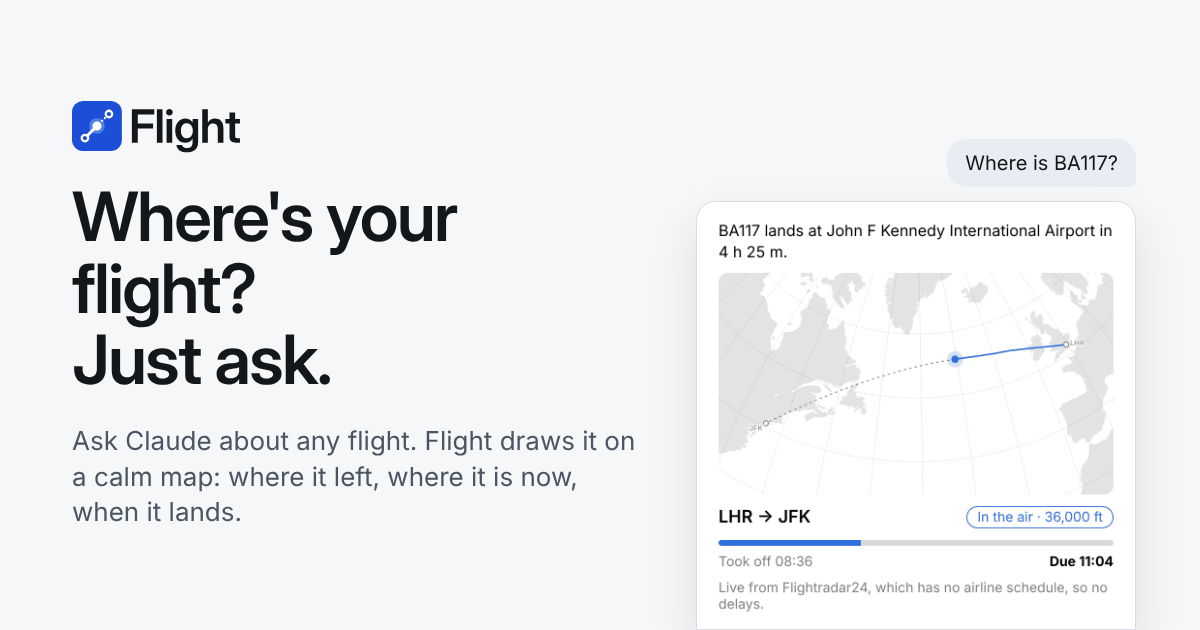 Flight
Where's your
flight?
Just ask.
Ask Claude about any flight. Flight draws it on
a calm map: where it left, where it is now,
when it lands.
Where is BA117?
BA117 lands at John F Kennedy International Airport in
4 h 25 m.
LHR
JFK
LHR → JFK
In the air · 36,000 ft
Took off 08:36
Due 11:04
Live from Flightradar24, which has no airline schedule, so no
delays.